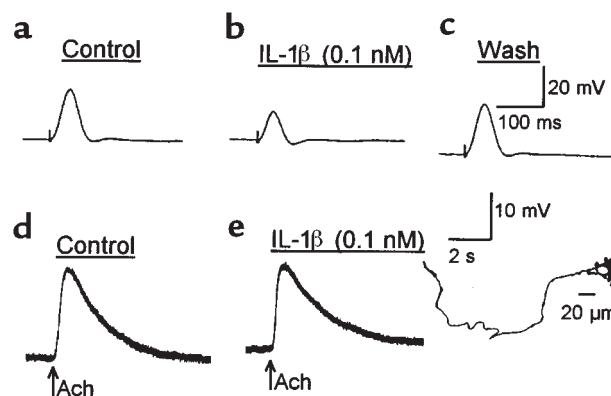 a
Control
b
IL-1β (0.1 nM)
c
Wash
20 mV
100 ms
d
Control
e
IL-1β (0.1 nM)
10 mV
2 s
20 µm
Ach
Ach